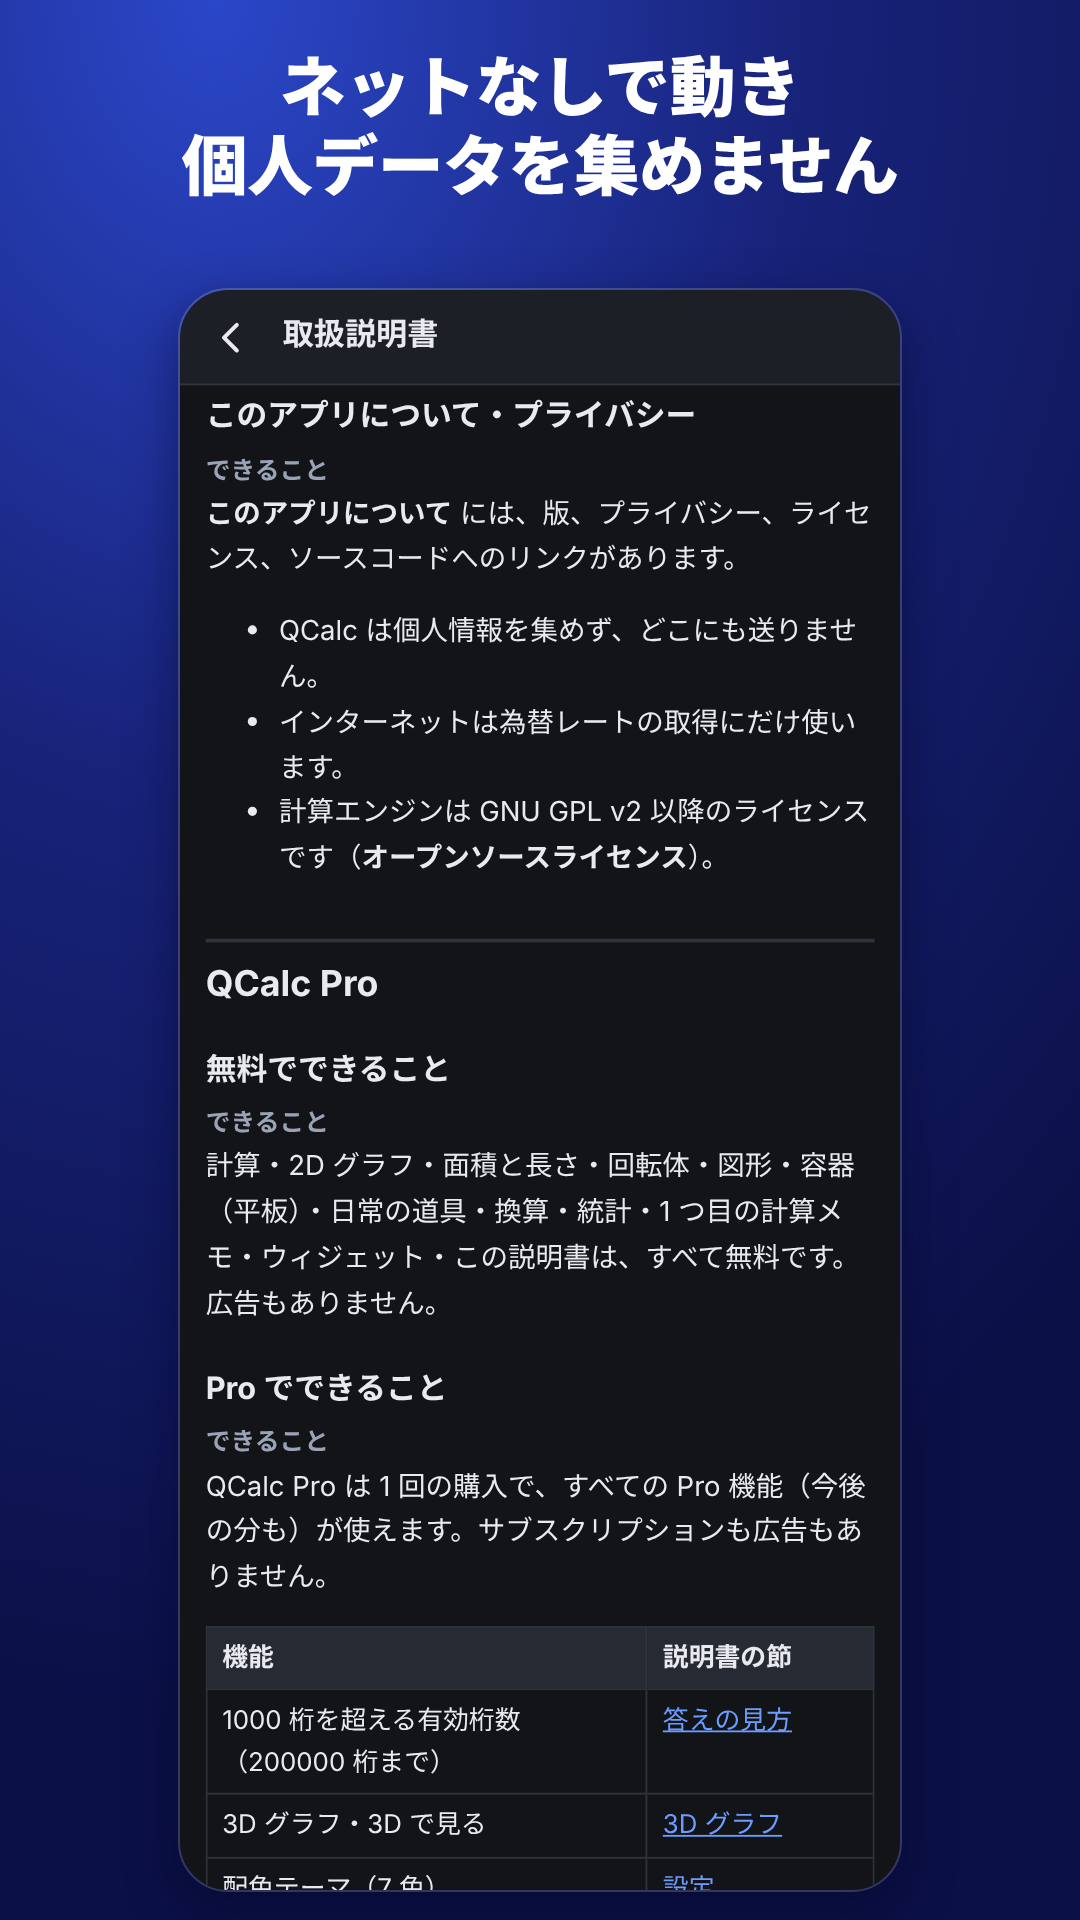 ネットなしで動き
個人データを集めません
取扱説明書
このアプリについて・プライバシー
できること
このアプリについて には、版、プライバシー、ライセ
ンス、ソースコードへのリンクがあります。
• QCalc は個人情報を集めず、どこにも送りませ
ん。
• インターネットは為替レートの取得にだけ使い
ます。
• 計算エンジンは GNU GPL v2 以降のライセンス
です（オープンソースライセンス）。
QCalc Pro
無料でできること
できること
計算・2D グラフ・面積と長さ・回転体・図形・容器
（平板）・日常の道具・換算・統計・1 つ目の計算メ
モ・ウィジェット・この説明書は、すべて無料です。
広告もありません。
Pro でできること
できること
QCalc Pro は 1 回の購入で、すべての Pro 機能（今後
の分も）が使えます。サブスクリプションも広告もあ
りません。
機能 説明書の節
1000 桁を超える有効桁数 答えの見方
（200000 桁まで）
3D グラフ・3D で見る 3D グラフ
配色テーマ（7 色） 設定